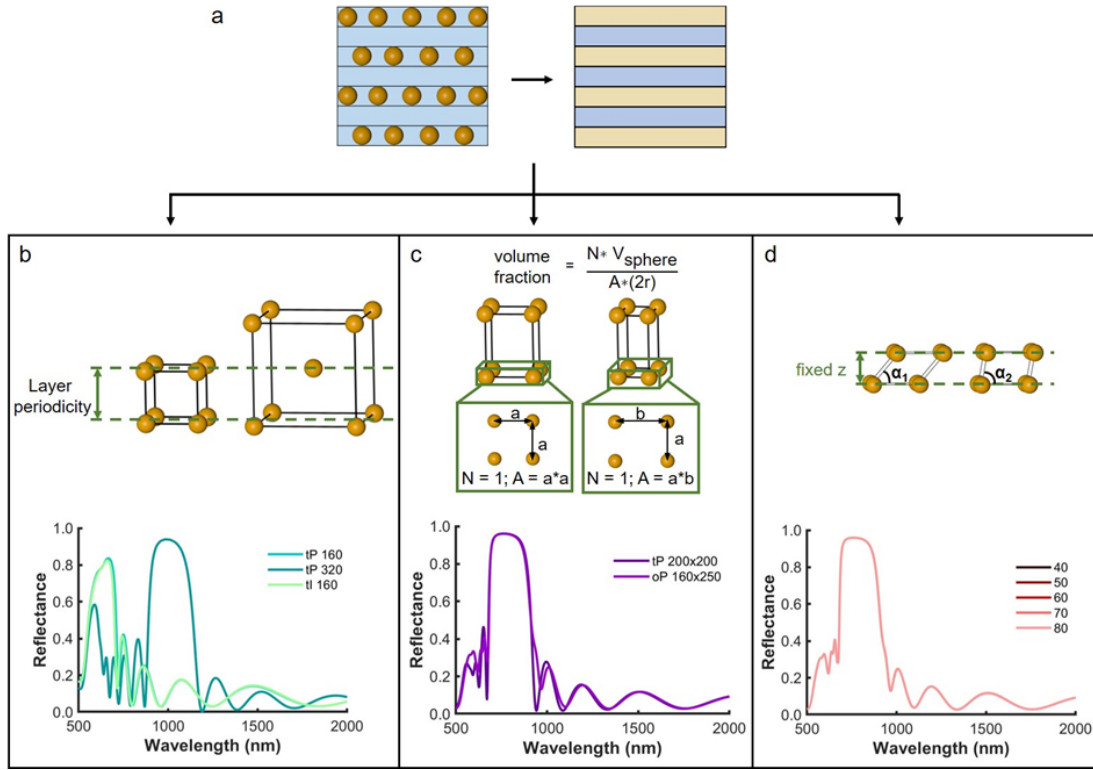 a
b
Layer
periodicity
1.0
0.8
0.6
0.4
0.2
0.0
Reflectance
tP 160
tP 320
tI 160
500 1000 1500 2000
Wavelength (nm)
c
volume
fraction
=
N* Vsphere
A*(2r)
a
a
N = 1; A = a*a
b
a
N = 1; A = a*b
1.0
0.8
0.6
0.4
0.2
0.0
Reflectance
tP 200x200
oP 160x250
500 1000 1500 2000
Wavelength (nm)
d
fixed z
α1
α2
1.0
0.8
0.6
0.4
0.2
0.0
Reflectance
40
50
60
70
80
500 1000 1500 2000
Wavelength (nm)